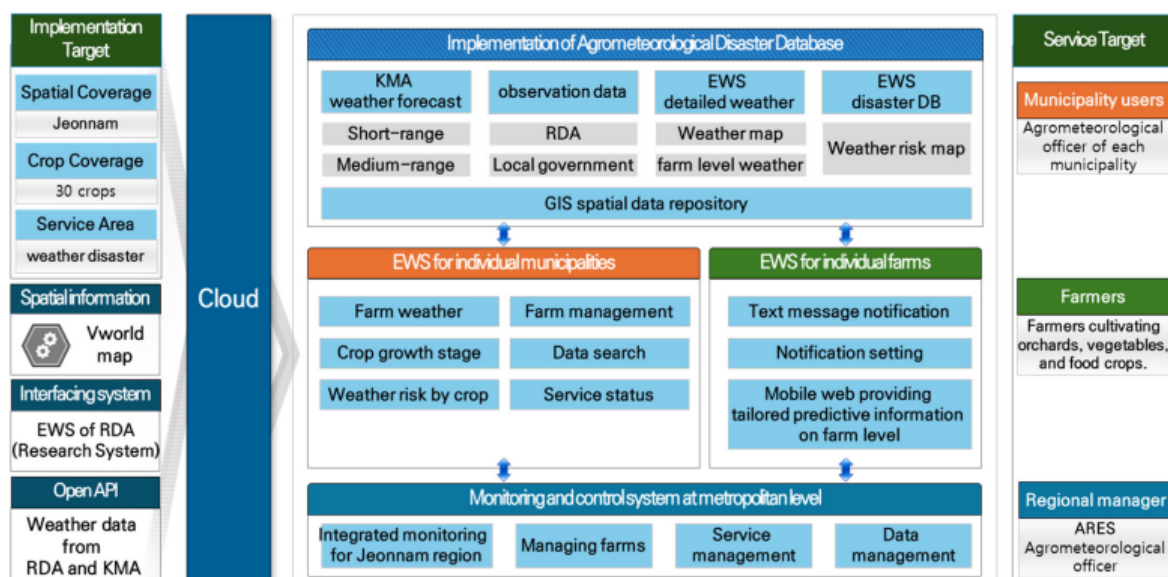 Implementation
Target
Spatial Coverage
Jeonnam
Crop Coverage
30 crops
Service Area
weather disaster
Spatial information
Vworld
map
Interfacing system
EWS of RDA
(Research System)
Open API
Weather data
from
RDA and KMA
Cloud
Implementation of Agrometeorological Disaster Database
KMA
weather forecast
observation data
EWS
detailed weather
EWS
disaster DB
Short-range
RDA
Weather map
Weather risk map
Medium-range
Local government
farm level weather
GIS spatial data repository
EWS for individual municipalities
Farm weather
Farm management
Crop growth stage
Data search
Weather risk by crop
Service status
EWS for individual farms
Text message notification
Notification setting
Mobile web providing
tailored predictive information
on farm level
Monitoring and control system at metropolitan level
Integrated monitoring
for Jeonnam region
Managing farms
Service
management
Data
management
Service Target
Municipality users
Agrometeorological
officer of each
municipality
Farmers
Farmers cultivating
orchards, vegetables,
and food crops.
Regional manager
ARES
Agrometeorological
officer